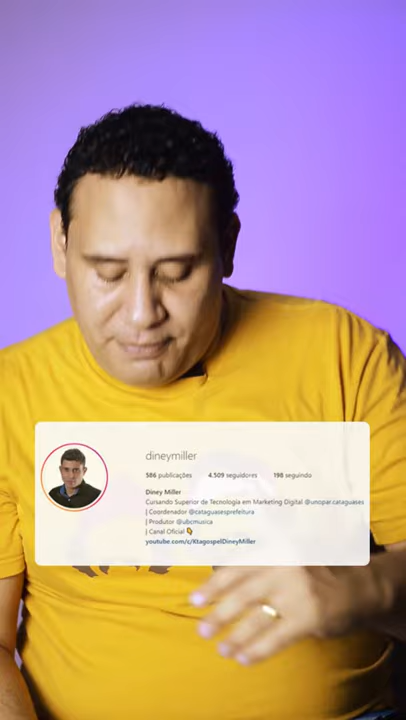 dineymiller
586 publicações 4.509 seguidores 198 seguindo
Diney Miller
Cursando Superior de Tecnologia em Marketing Digital @unopar.cataguases
| Coordenador @cataguasesprefeitura
| Produtor @ubcmusica
| Canal Oficial 👇
youtube.com/c/KtagospelDineyMiller